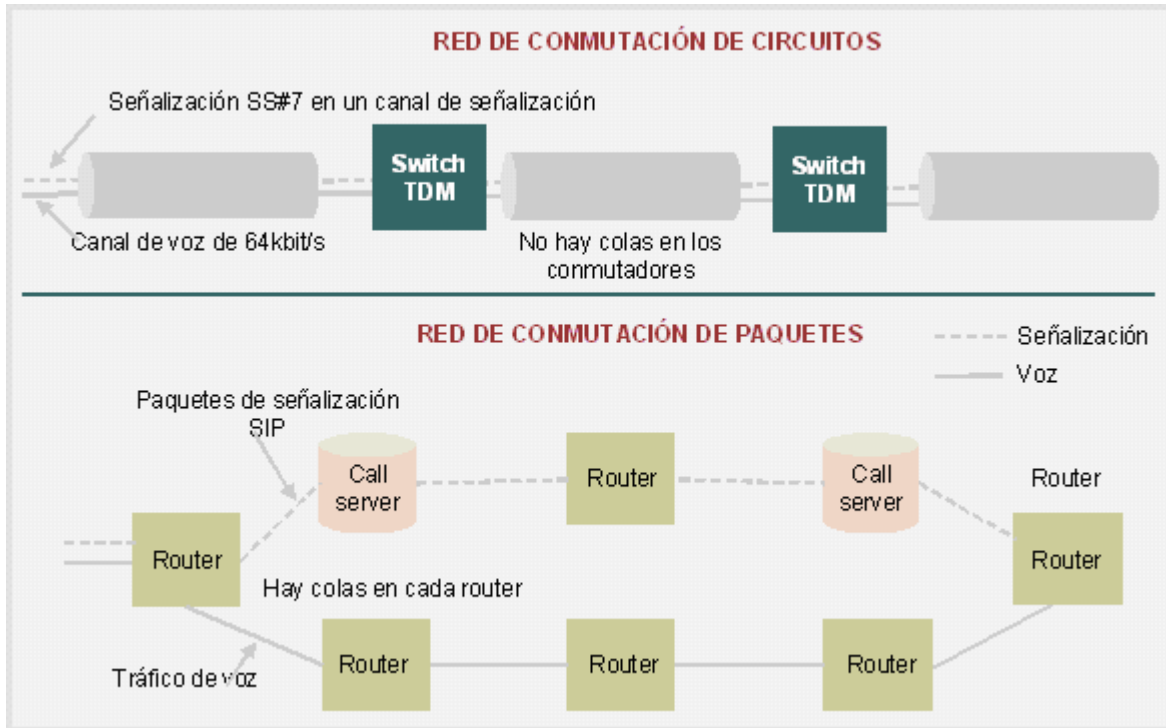 RED DE CONMUTACIÓN DE CIRCUITOS
Señalización SS#7 en un canal de señalización
Switch
TDM
Switch
TDM
Canal de voz de 64kbit/s
No hay colas en los
conmutadores
RED DE CONMUTACIÓN DE PAQUETES
Señalización
Voz
Paquetes de señalización
SIP
Call
server
Router
Call
server
Router
Router
Router
Hay colas en cada router
Tráfico de voz
Router
Router
Router